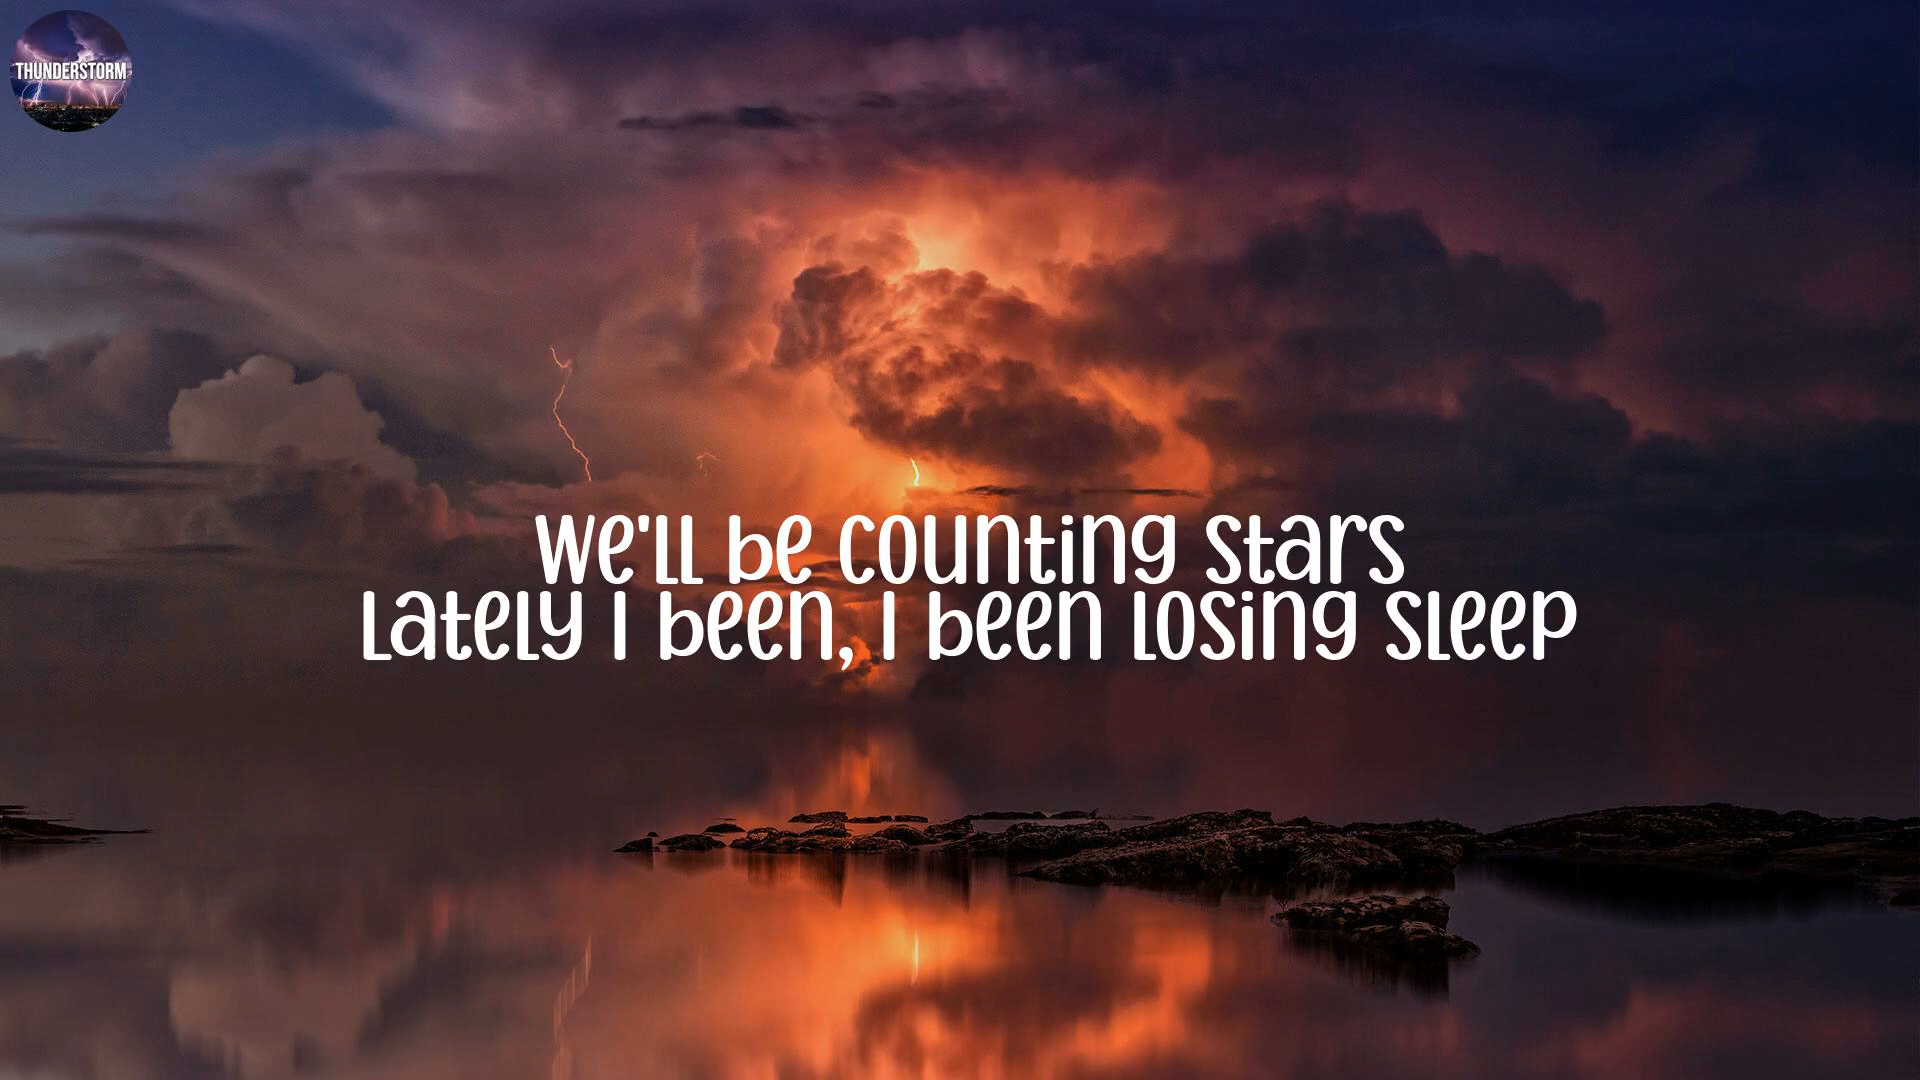 THUNDERSTORM
We'll be counting stars
Lately I been, I been losing sleep